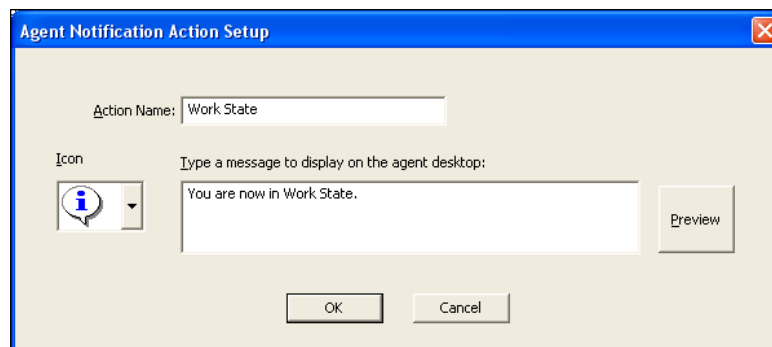 Agent Notification Action Setup
Action Name: Work State
Icon
Type a message to display on the agent desktop:
You are now in Work State.
Preview
OK Cancel